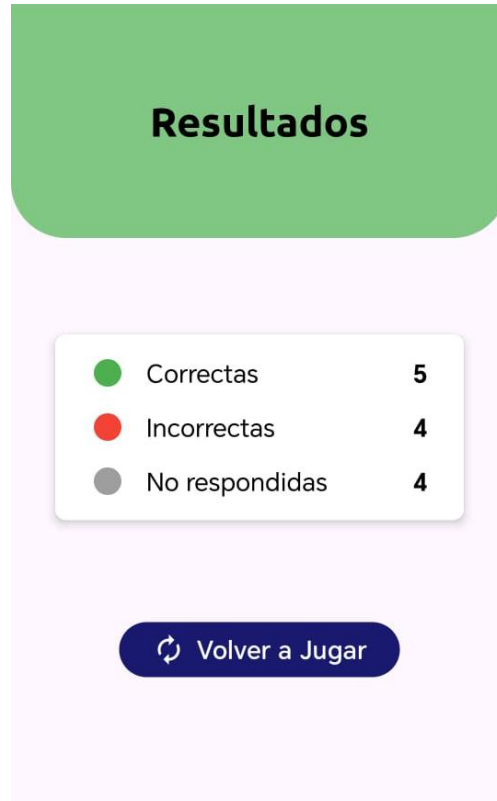 Resultados
Correctas 5
Incorrectas 4
No respondidas 4
Volver a Jugar